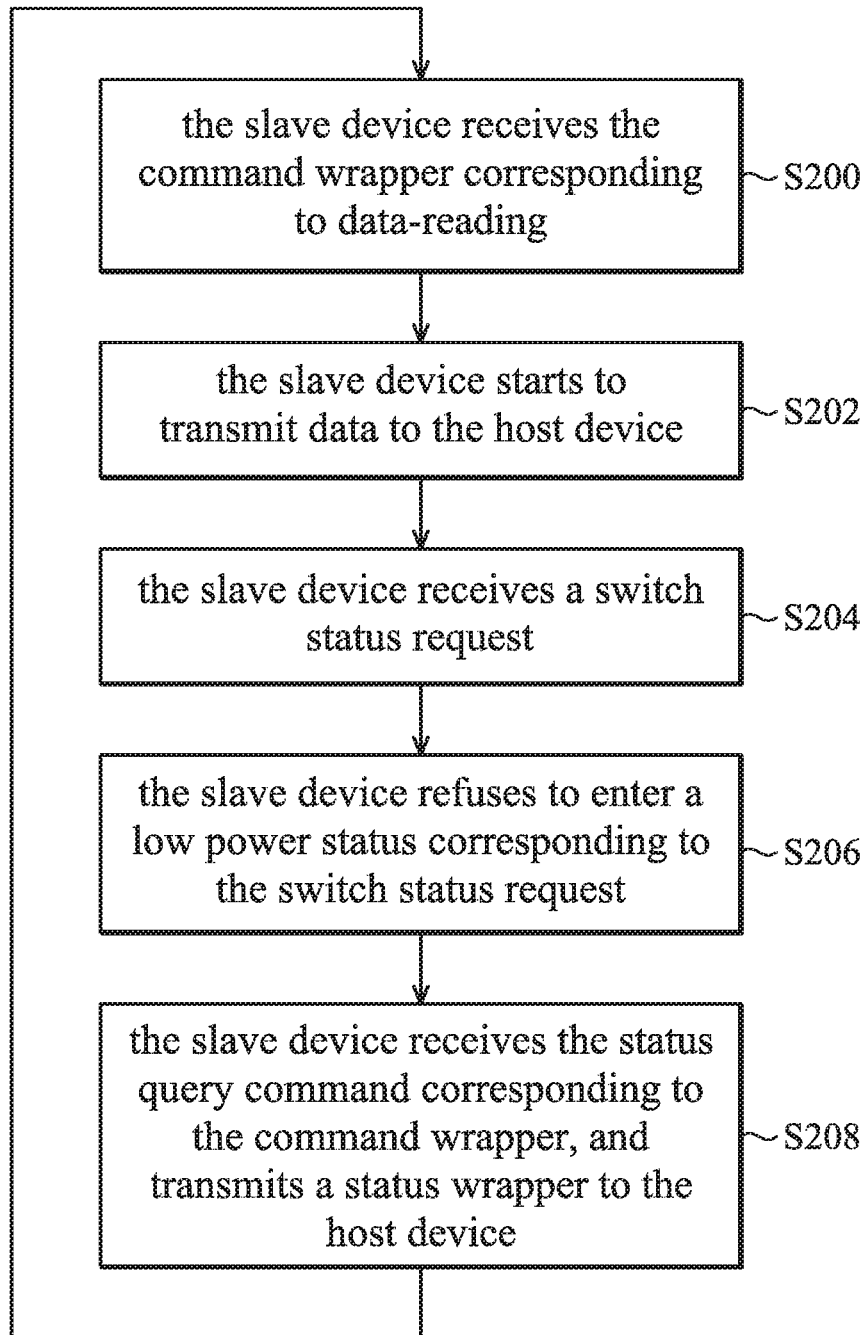 the slave device receives the
command wrapper corresponding
to data-reading
S200
the slave device starts to
transmit data to the host device
S202
the slave device receives a switch
status request
S204
the slave device refuses to enter a
low power status corresponding to
the switch status request
S206
the slave device receives the status
query command corresponding to
the command wrapper, and
transmits a status wrapper to the
host device
S208